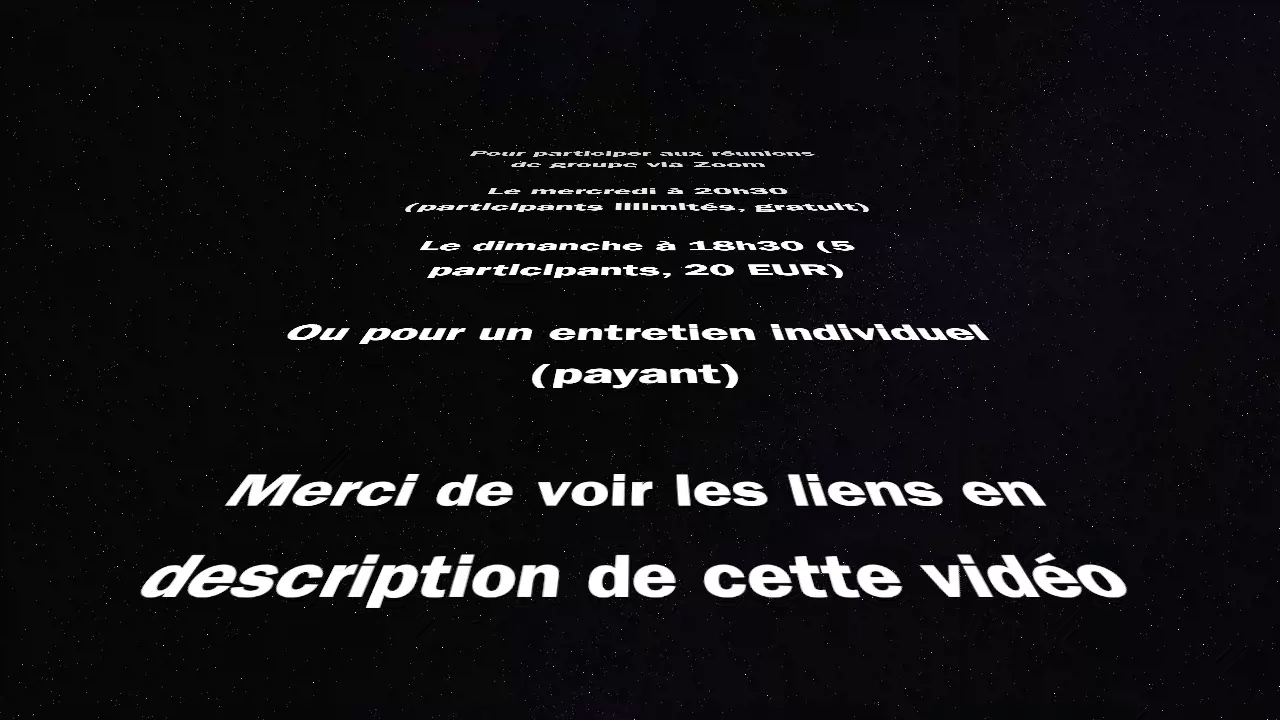 Pour participer aux réunions
de groupe via Zoom
Le mercredi à 20h30
(participants illimités, gratuit)
Le dimanche à 18h30 (5
participants, 20 EUR)
Ou pour un entretien individuel
(payant)
Merci de voir les liens en
description de cette vidéo